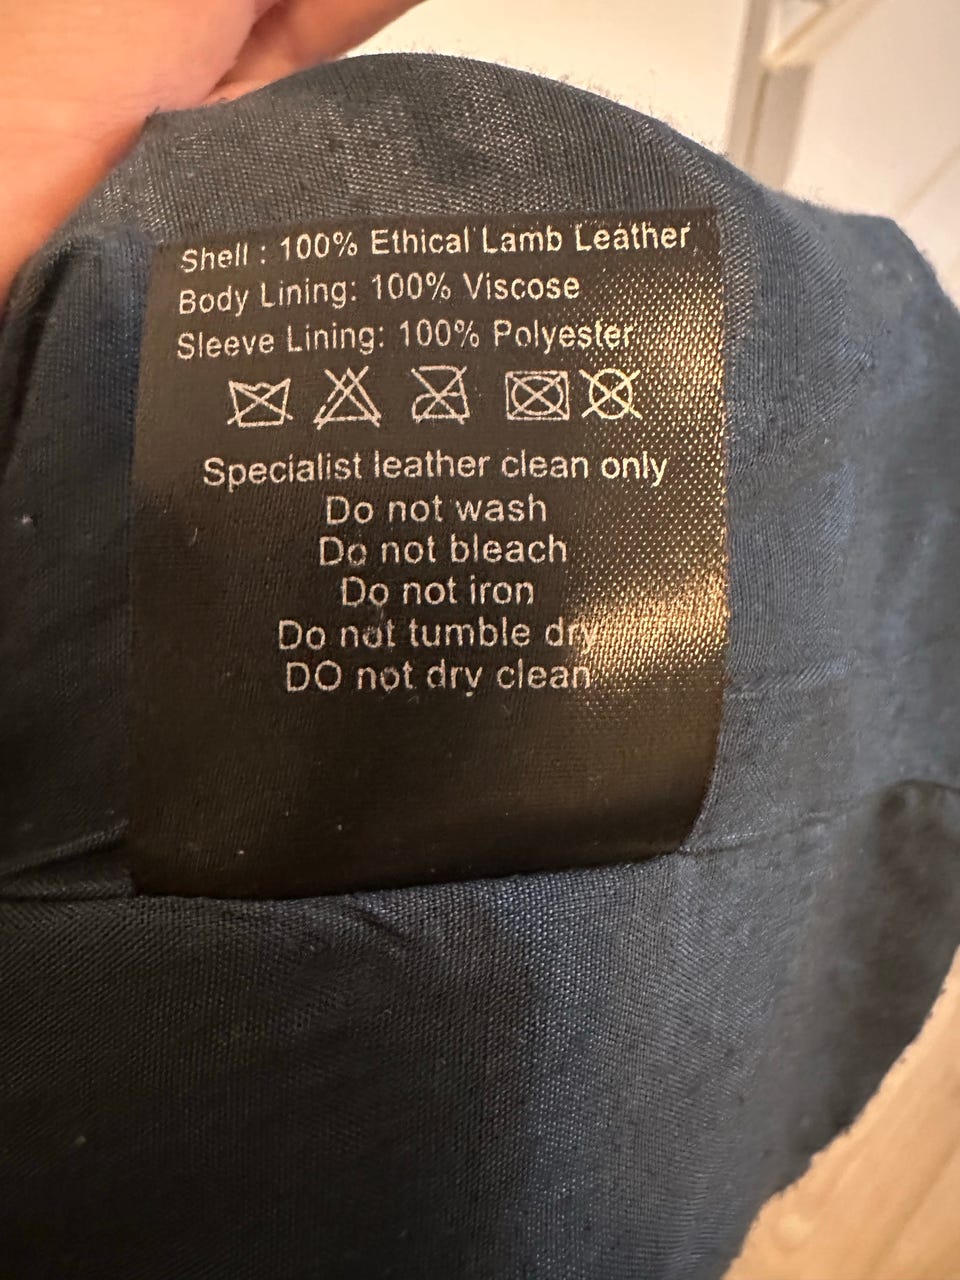 Shell : 100% Ethical Lamb Leather
Body Lining: 100% Viscose
Sleeve Lining: 100% Polyester
Specialist leather clean only
Do not wash
Do not bleach
Do not iron
Do not tumble dry
DO not dry clean